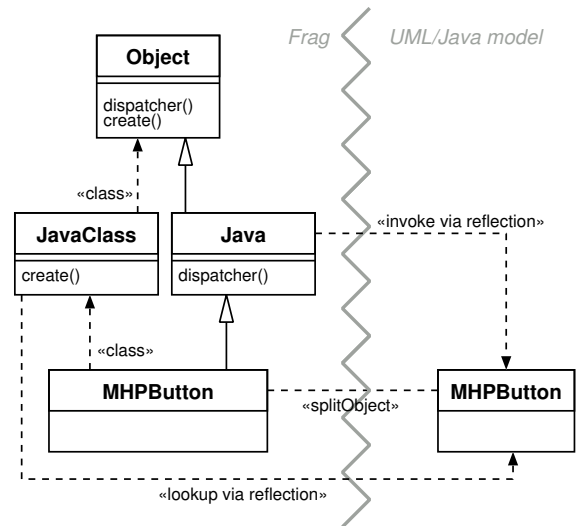 Frag
UML/Java model
Object
dispatcher()
create()
«class»
«invoke via reflection»
JavaClass
Java
create()
dispatcher()
«class»
MHPButton
MHPButton
«splitObject»
«lookup via reflection»